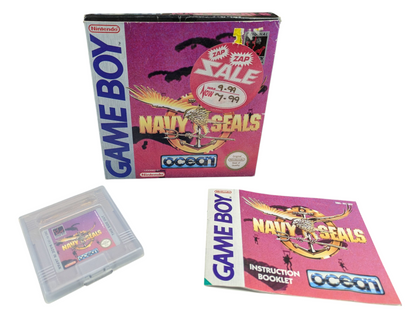 Nintendo
GAME BOY
ZAP ZAP
SALE
9.99
NOW 7.99
NAVY SEALS
ocean
Nintendo
GAME BOY
NAVY SEALS
INSTRUCTION
BOOKLET
ocean
NAVY SEALS